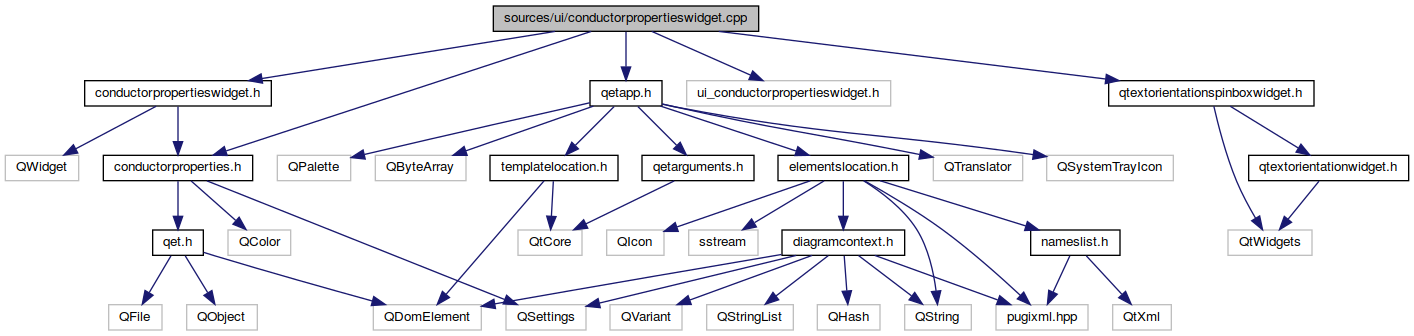 sources/ui/conductorpropertieswidget.cpp
conductorpropertieswidget.h
qetapp.h
ui_conductorpropertieswidget.h
qtextorientationspinboxwidget.h
QWidget
conductorproperties.h
QPalette
QByteArray
templatelocation.h
qetarguments.h
elementslocation.h
QTranslator
QSystemTrayIcon
qtextorientationwidget.h
qet.h
QColor
QtCore
QIcon
sstream
diagramcontext.h
nameslist.h
QtWidgets
QFile
QObject
QDomElement
QSettings
QVariant
QStringList
QHash
QString
pugixml.hpp
QtXml